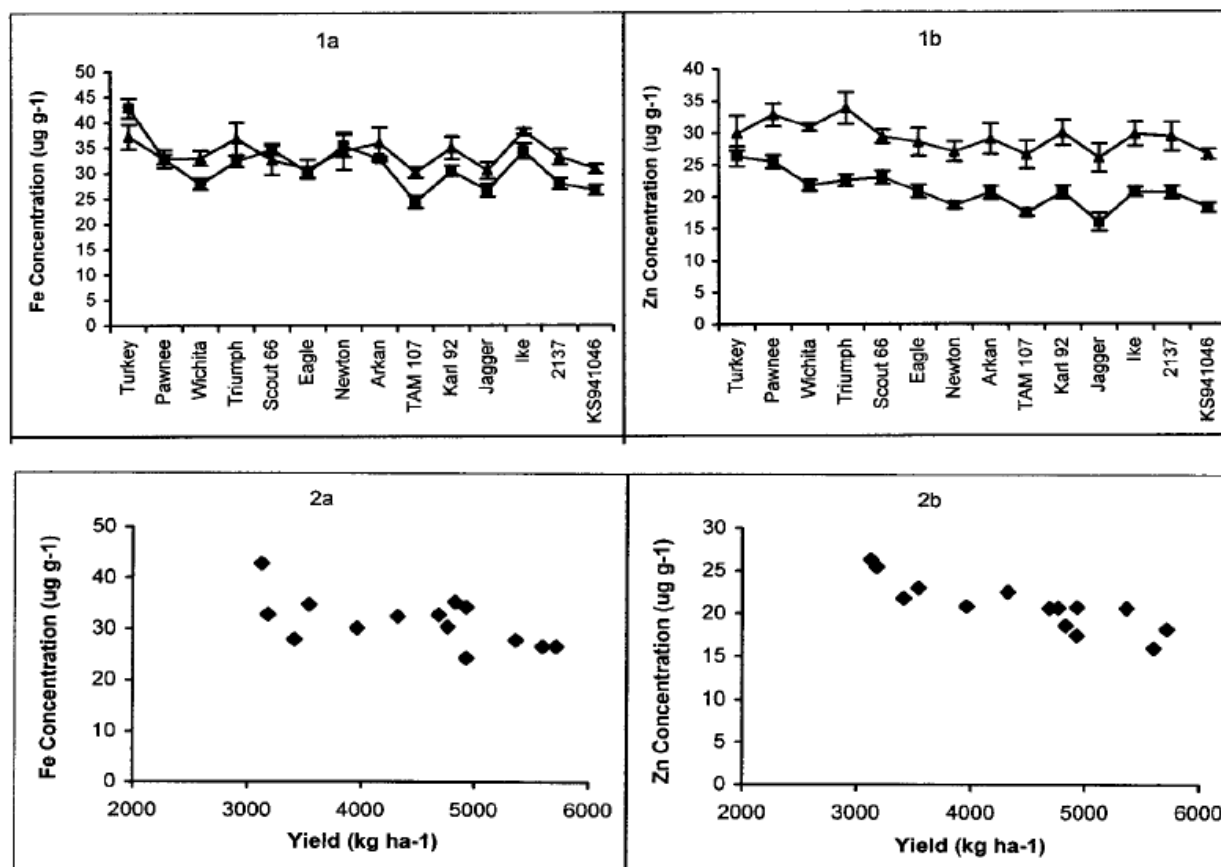 1a
Fe Concentration (ug g-1)
50
45
40
35
30
25
20
15
10
5
0
Turkey
Pawnee
Wichita
Triumph
Scout 66
Eagle
Newton
Arkan
TAM 107
Karl 92
Jagger
Ike
2137
KS941046
1b
Zn Concentration (ug g-1)
40
35
30
25
20
15
10
5
0
Turkey
Pawnee
Wichita
Triumph
Scout 66
Eagle
Newton
Arkan
TAM 107
Karl 92
Jagger
Ike
2137
KS941046
2a
Fe Concentration (ug g-1)
50
40
30
20
10
0
2000 3000 4000 5000 6000
Yield (kg ha-1)
2b
Zn Concentration (ug g-1)
30
25
20
15
10
5
0
2000 3000 4000 5000 6000
Yield (kg ha-1)